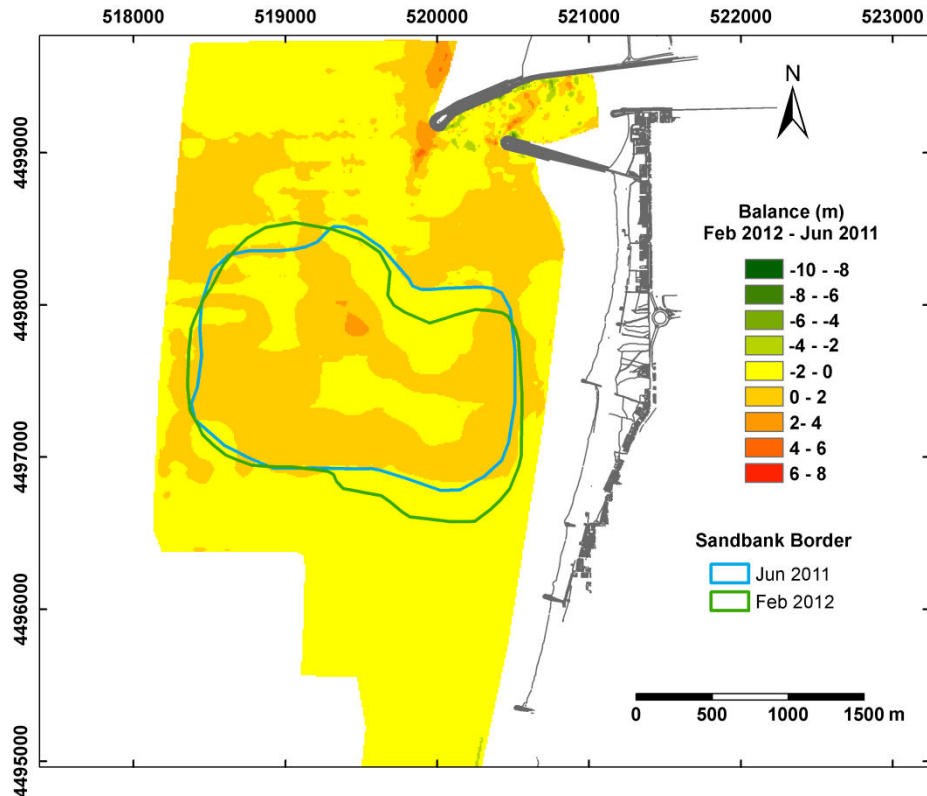 518000 519000 520000 521000 522000 523000
4499000
4498000
4497000
4496000
4495000
N
Balance (m)
Feb 2012 - Jun 2011
-10 - -8
-8 - -6
-6 - -4
-4 - -2
-2 - 0
0 - 2
2- 4
4 - 6
6 - 8
Sandbank Border
Jun 2011
Feb 2012
0 500 1000 1500 m